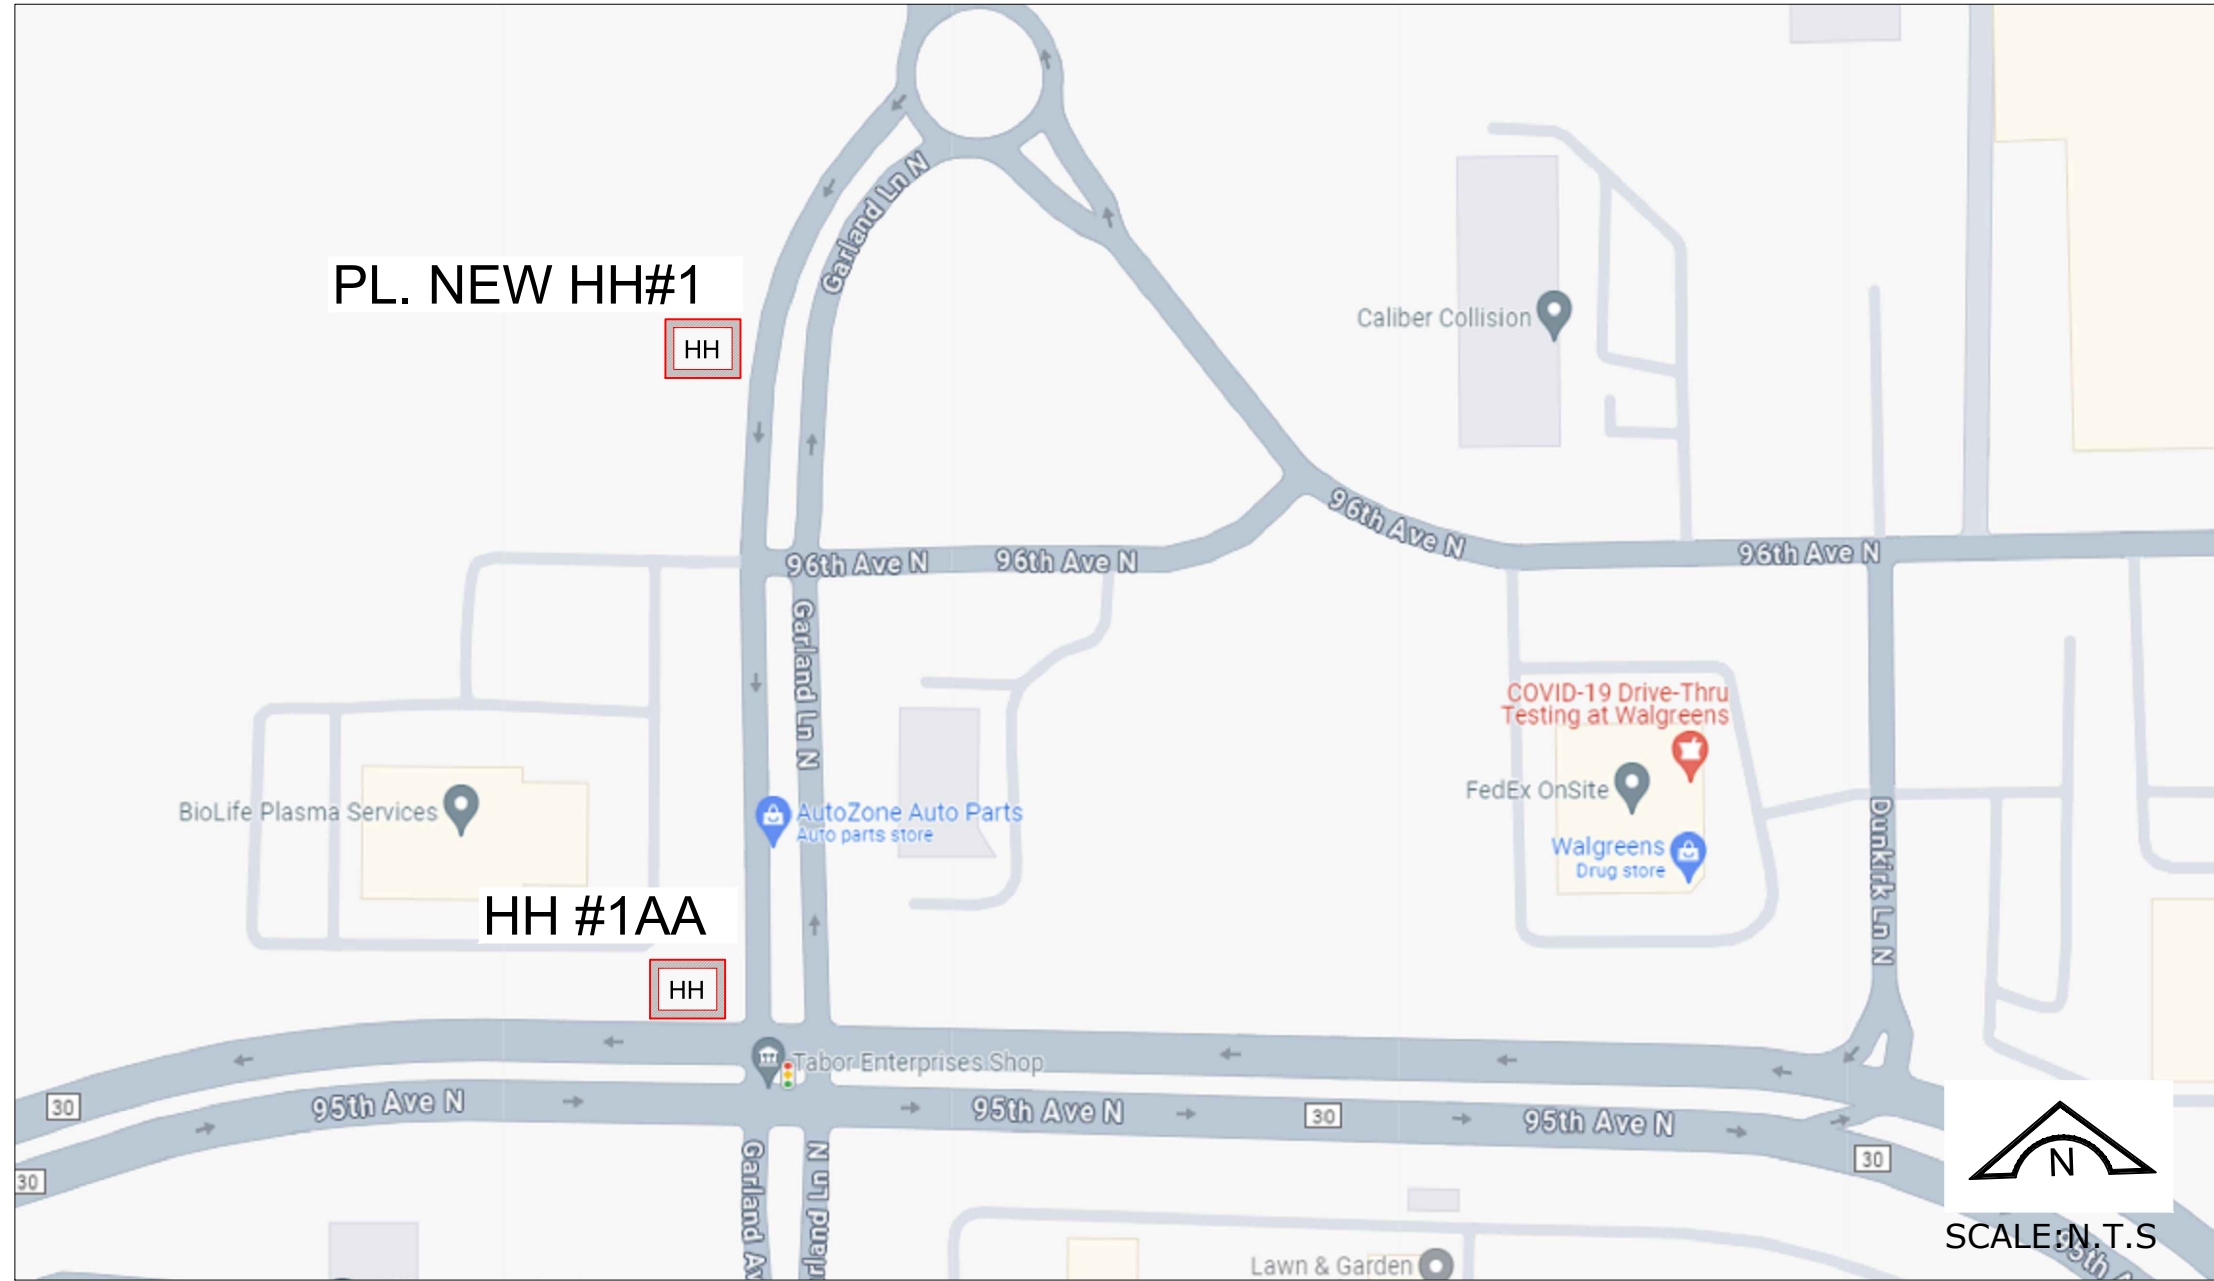 Garland Ln N
PL. NEW HH#1
HH
Caliber Collision
96th Ave N
96th Ave N
96th Ave N
96th Ave N
Garland Ln N
COVID-19 Drive-Thru
Testing at Walgreens
FedEx OnSite
Walgreens
Drug store
BioLife Plasma Services
AutoZone Auto Parts
Auto parts store
Dunkirk Ln N
HH #1AA
HH
Tabor Enterprises Shop
30
95th Ave N
95th Ave N
30
95th Ave N
30
30
Garland Av
rland Ln N
N
SCALE:N.T.S
95th A
Lawn & Garden